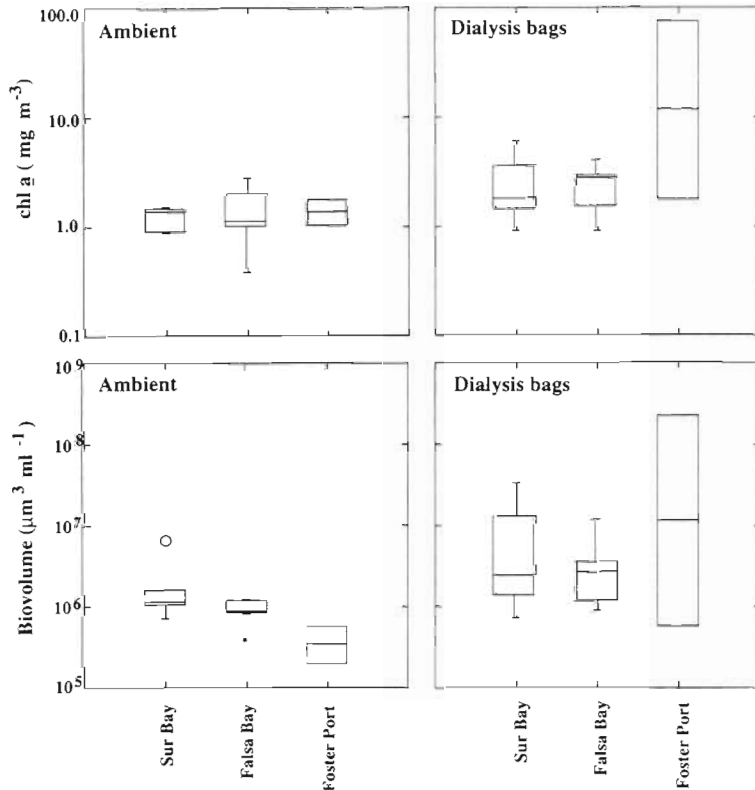 Ambient
Dialysis bags
chl a ( mg m-3)
100.0
10.0
1.0
0.1
Ambient
Dialysis bags
Biovolume (µm 3 ml -1)
10 9
10 8
10 7
10 6
10 5
Sur Bay
Falsa Bay
Foster Port
Sur Bay
Falsa Bay
Foster Port